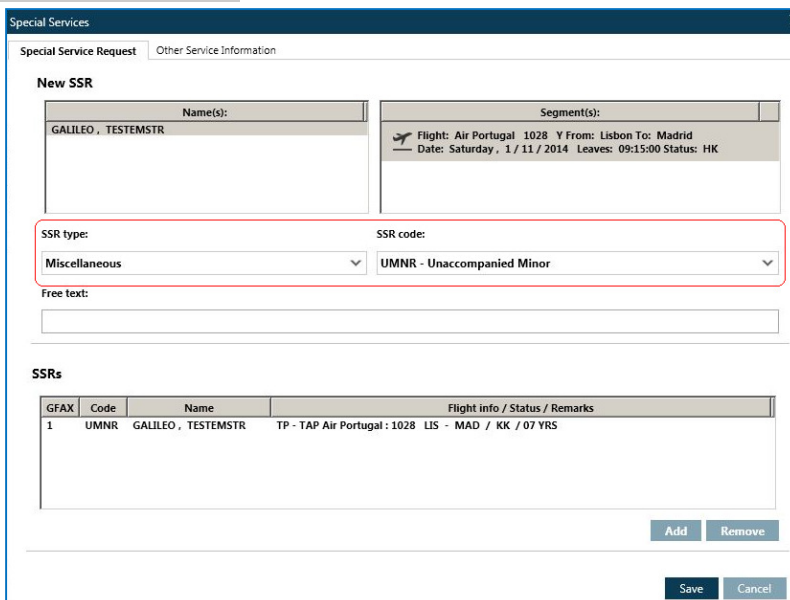 Special Services
Special Service Request Other Service Information
New SSR
Name(s): Segment(s):
GALILEO , TESTEMSTR
Flight: Air Portugal 1028 Y From: Lisbon To: Madrid
Date: Saturday , 1 / 11 / 2014 Leaves: 09:15:00 Status: HK
SSR type: SSR code:
Miscellaneous UMNR - Unaccompanied Minor
Free text:
SSRs
GFAX Code Name Flight info / Status / Remarks
1 UMNR GALILEO , TESTEMSTR TP - TAP Air Portugal : 1028 LIS - MAD / KK / 07 YRS
Add Remove
Save Cancel